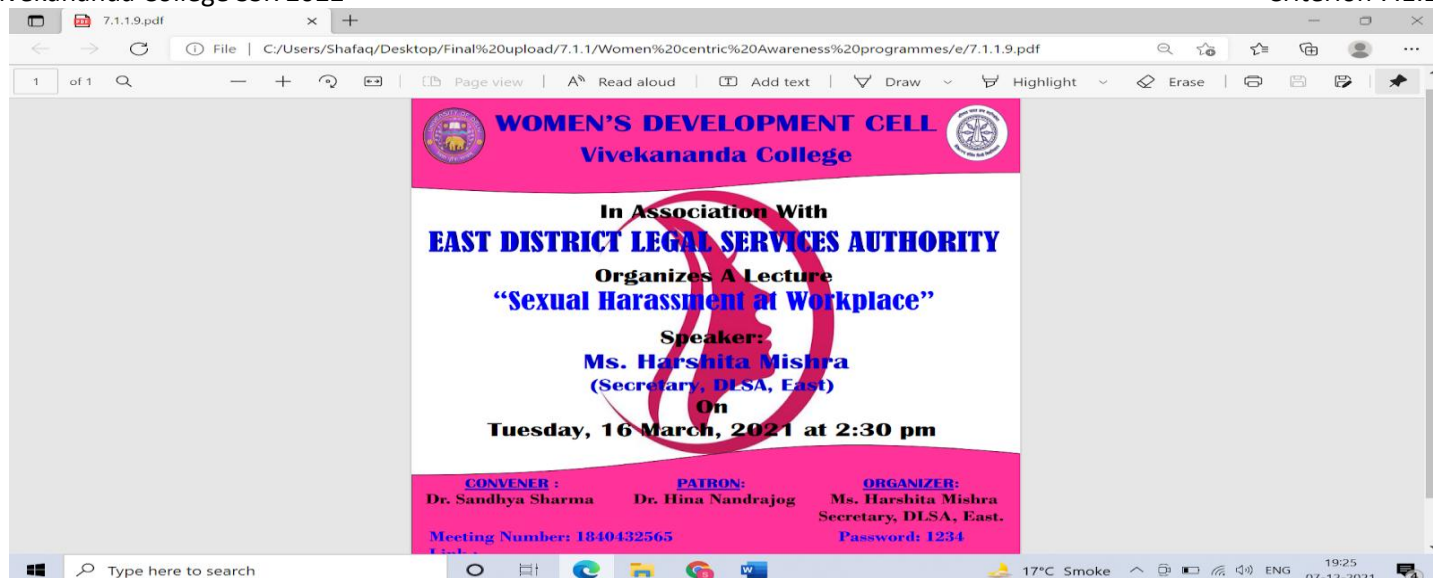 7.1.1.9.pdf
File | C:/Users/Shafaq/Desktop/Final%20upload/7.1.1/Women%20centric%20Awareness%20programmes/e/7.1.1.9.pdf
1 of 1 Page view Read aloud Add text Draw Highlight Erase
WOMEN'S DEVELOPMENT CELL
Vivekananda College
In Association With
EAST DISTRICT LEGAL SERVICES AUTHORITY
Organizes A Lecture
“Sexual Harassment at Workplace”
Speaker:
Ms. Harshita Mishra
(Secretary, DLSA, East)
On
Tuesday, 16 March, 2021 at 2:30 pm
CONVENER : PATRON: ORGANIZER:
Dr. Sandhya Sharma Dr. Hina Nandrajog Ms. Harshita Mishra
Secretary, DLSA, East.
Meeting Number: 1840432565 Password: 1234
Type here to search 17°C Smoke ENG 19:25
07-12-2021